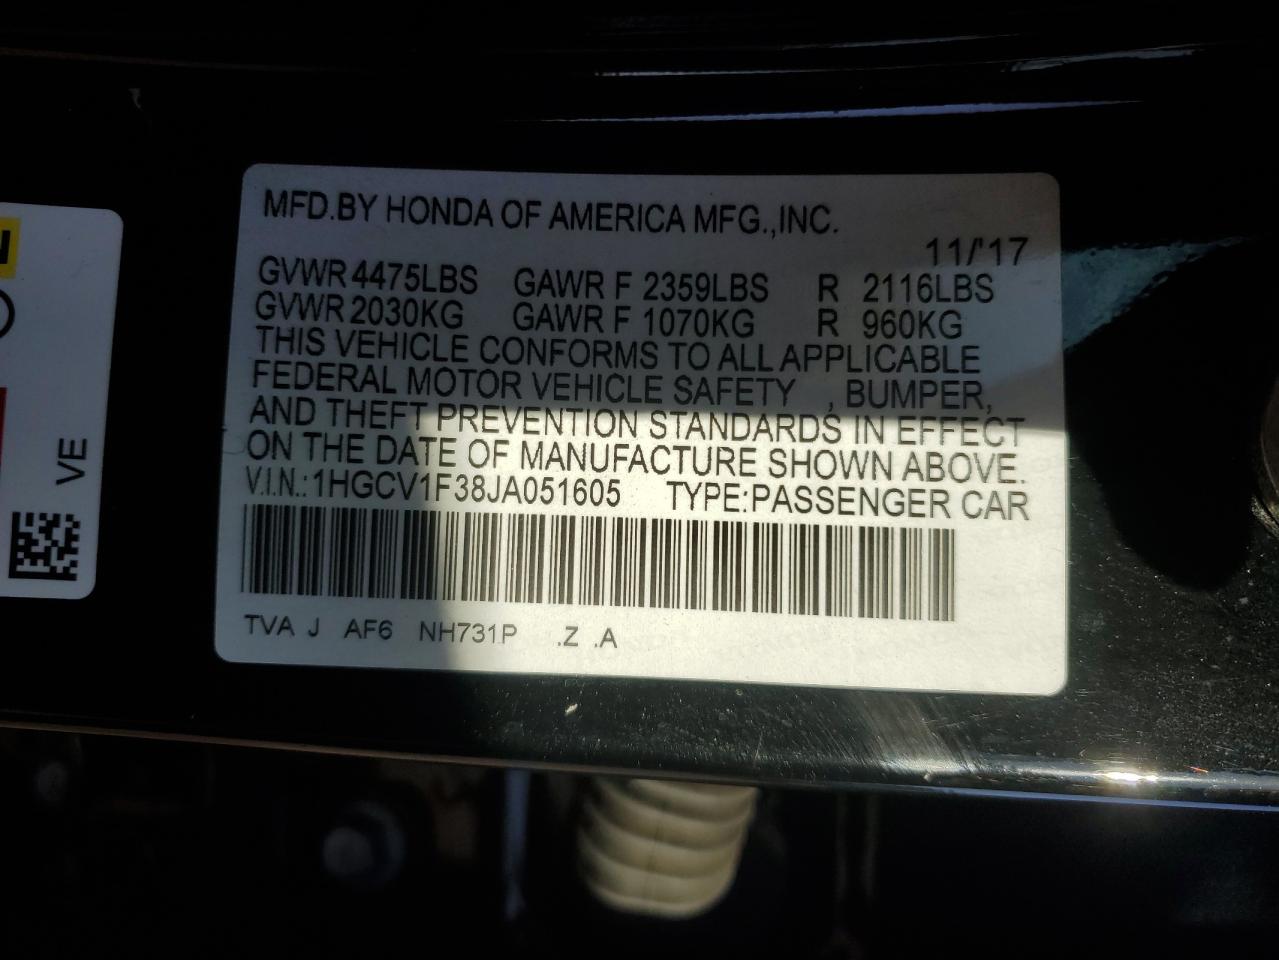 MFD.BY HONDA OF AMERICA MFG.,INC.
11/'17
GVWR 4475LBS GAWR F 2359LBS R 2116LBS
GVWR 2030KG GAWR F 1070KG R 960KG
THIS VEHICLE CONFORMS TO ALL APPLICABLE
FEDERAL MOTOR VEHICLE SAFETY , BUMPER,
AND THEFT PREVENTION STANDARDS IN EFFECT
ON THE DATE OF MANUFACTURE SHOWN ABOVE.
V.I.N.:1HGCV1F38JA051605 TYPE:PASSENGER CAR
TVA J AF6 NH731P .Z .A
VE